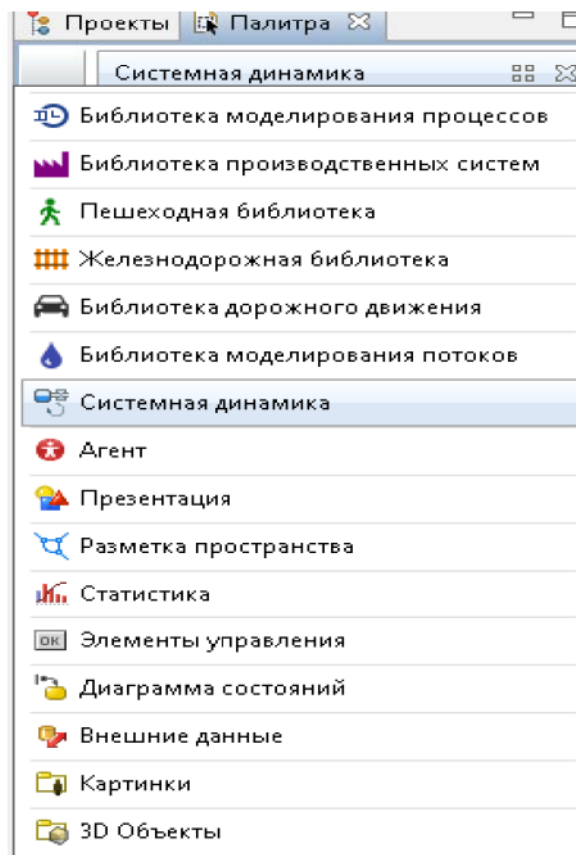 Проекты Палитра
Системная динамика
Библиотека моделирования процессов
Библиотека производственных систем
Пешеходная библиотека
Железнодорожная библиотека
Библиотека дорожного движения
Библиотека моделирования потоков
Системная динамика
Агент
Презентация
Разметка пространства
Статистика
OK Элементы управления
Диаграмма состояний
Внешние данные
Картинки
3D Объекты